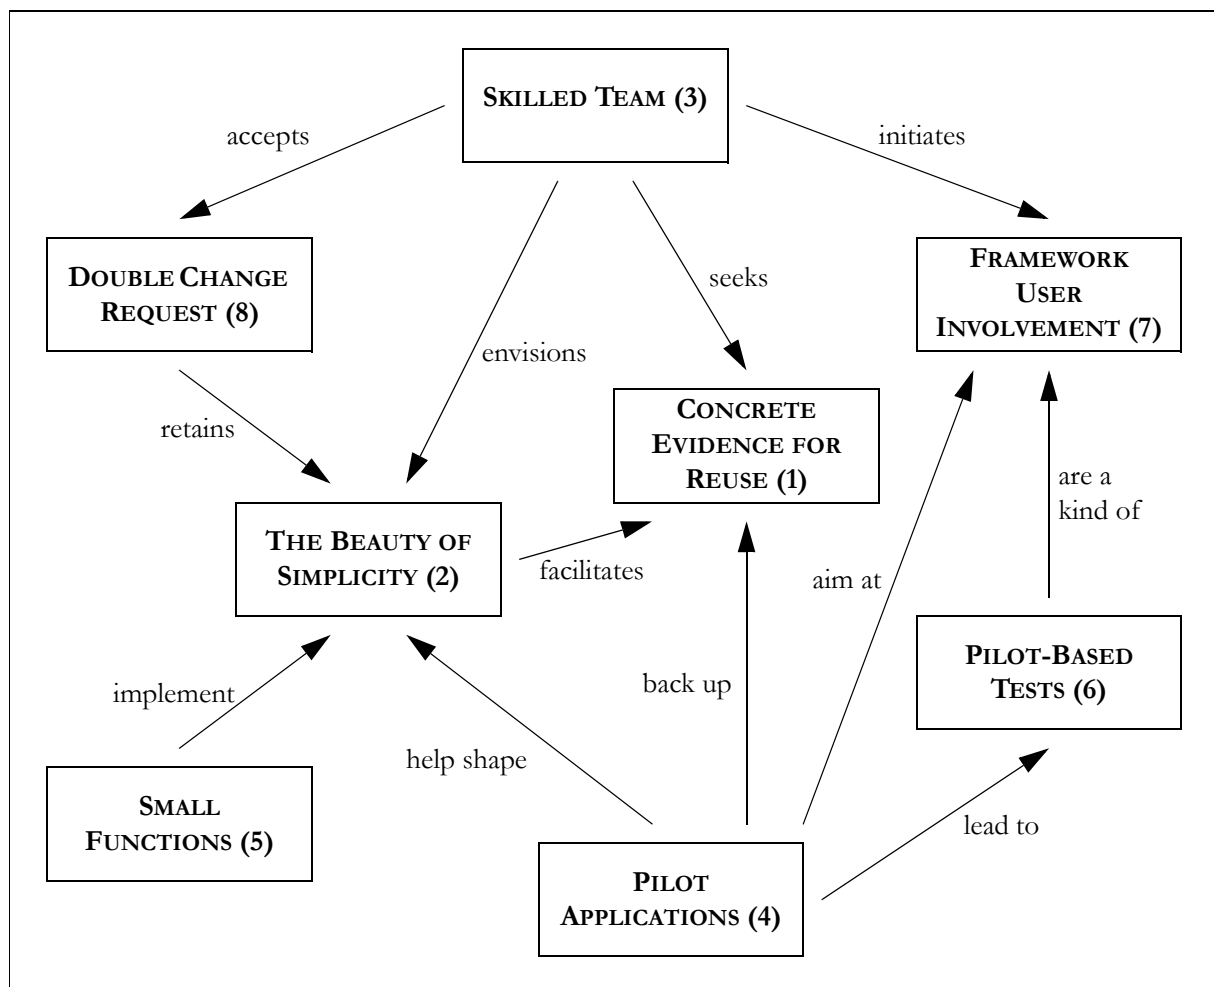 SKILLED TEAM (3)
accepts
initiates
DOUBLE CHANGE
REQUEST (8)
FRAMEWORK
USER
INVOLVEMENT (7)
seeks
envisions
retains
CONCRETE
EVIDENCE FOR
REUSE (1)
are a
kind of
THE BEAUTY OF
SIMPLICITY (2)
facilitates
aim at
PILOT-BASED
TESTS (6)
implement
back up
help shape
SMALL
FUNCTIONS (5)
lead to
PILOT
APPLICATIONS (4)